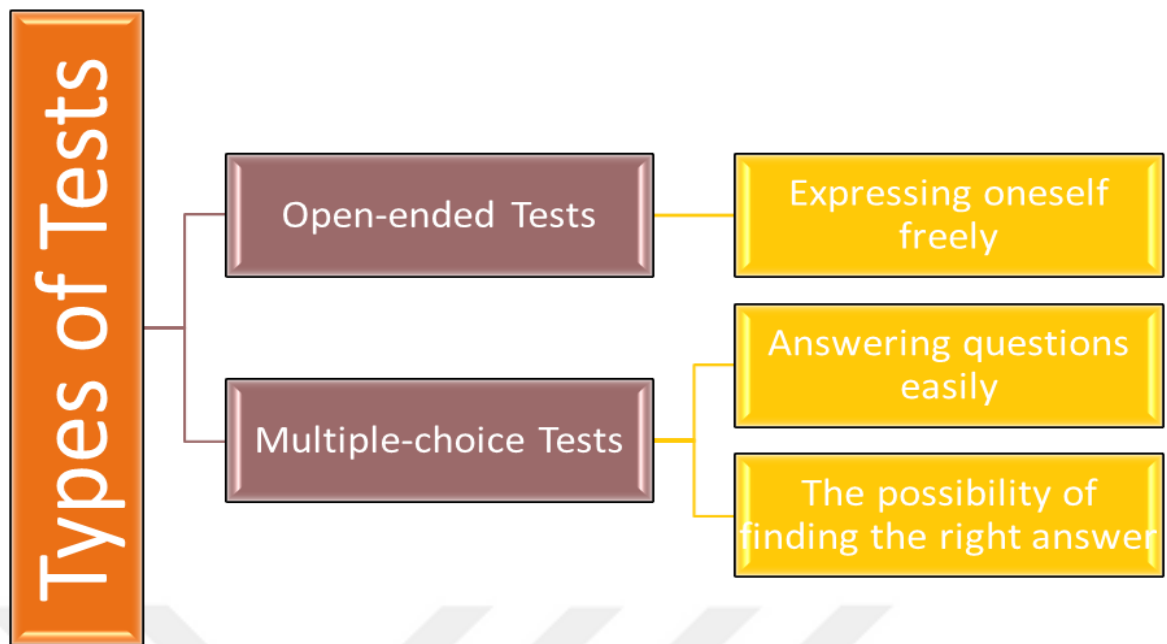 Types of Tests
Open-ended Tests
Expressing oneself
freely
Multiple-choice Tests
Answering questions
easily
The possibility of
finding the right answer